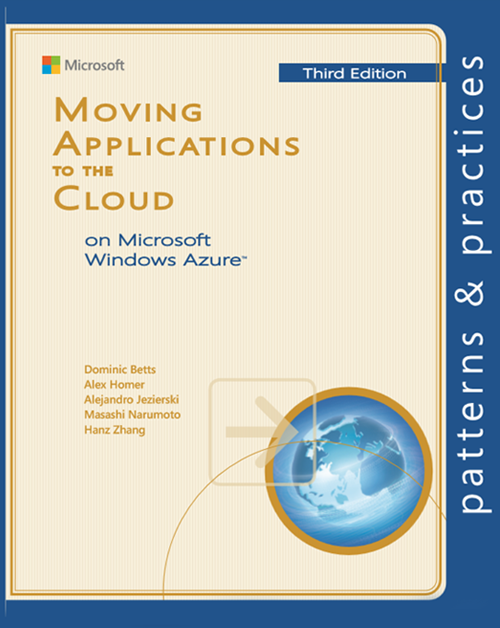 Microsoft
Third Edition
MOVING
APPLICATIONS
TO THE
CLOUD
on Microsoft
Windows Azure™
Dominic Betts
Alex Homer
Alejandro Jezierski
Masashi Narumoto
Hanz Zhang
patterns & practices